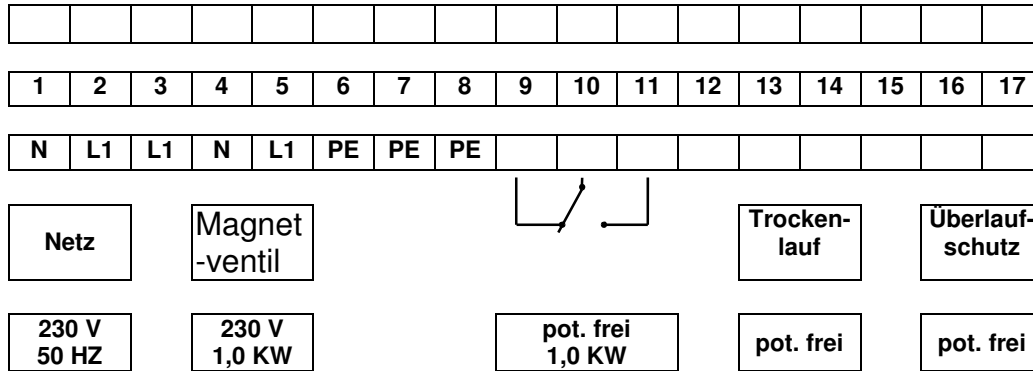 1 2 3 4 5 6 7 8 9 10 11 12 13 14 15 16 17
N L1 L1 N L1 PE PE PE
Netz
Magnet
-ventil
Trocken-
lauf
Überlauf-
schutz
230 V
50 HZ
230 V
1,0 KW
pot. frei
1,0 KW
pot. frei
pot. frei